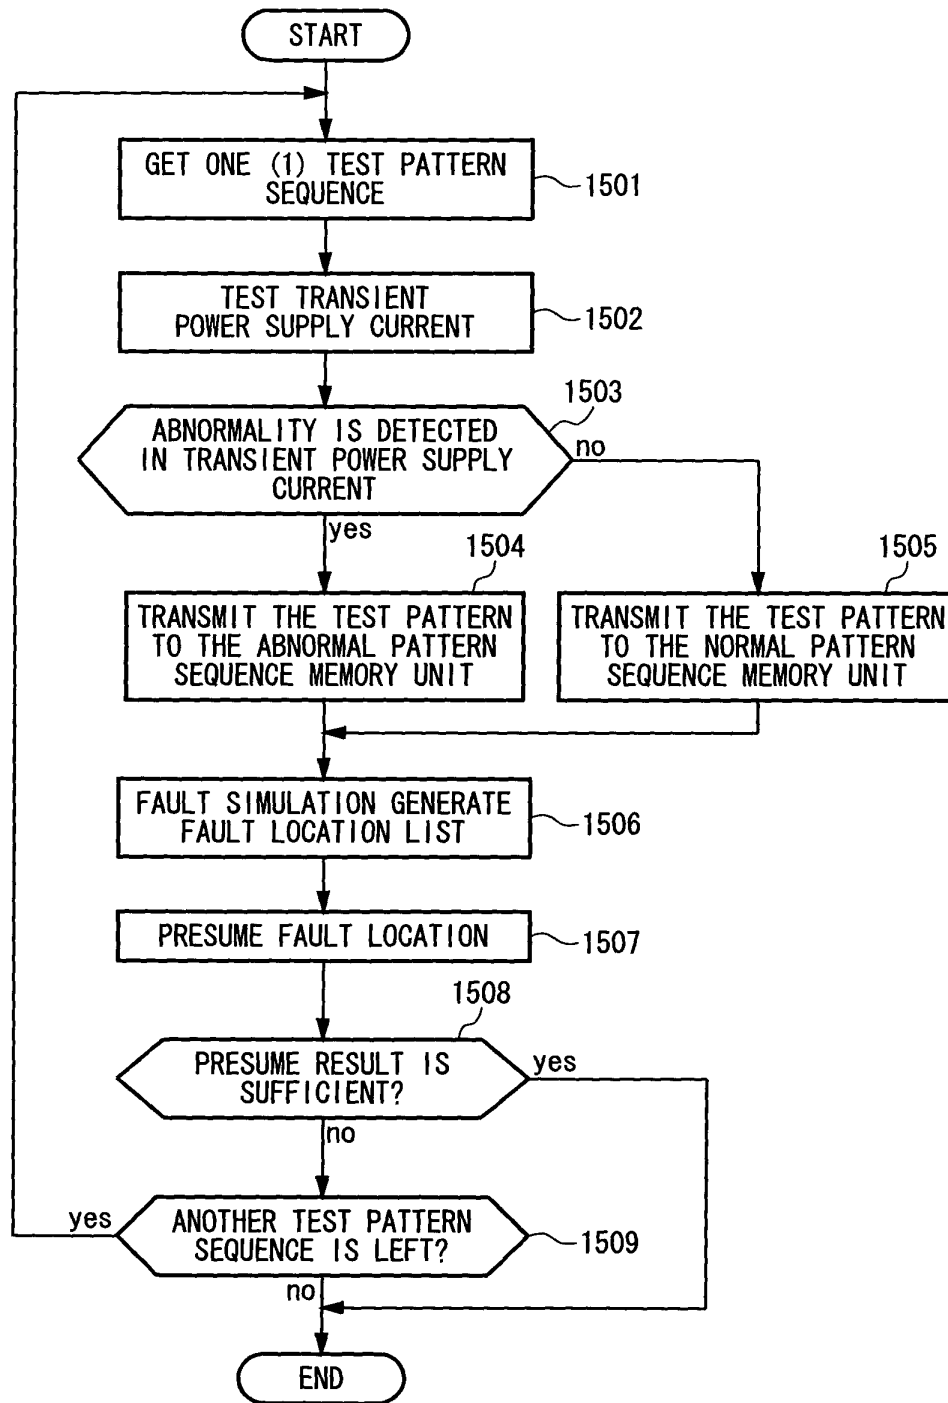 START
GET ONE (1) TEST PATTERN
SEQUENCE
1501
TEST TRANSIENT
POWER SUPPLY CURRENT
1502
1503
ABNORMALITY IS DETECTED
IN TRANSIENT POWER SUPPLY
CURRENT
no
yes
1504
1505
TRANSMIT THE TEST PATTERN
TO THE ABNORMAL PATTERN
SEQUENCE MEMORY UNIT
TRANSMIT THE TEST PATTERN
TO THE NORMAL PATTERN
SEQUENCE MEMORY UNIT
FAULT SIMULATION GENERATE
FAULT LOCATION LIST
1506
PRESUME FAULT LOCATION
1507
1508
PRESUME RESULT IS
SUFFICIENT?
yes
no
yes
ANOTHER TEST PATTERN
SEQUENCE IS LEFT?
1509
no
END